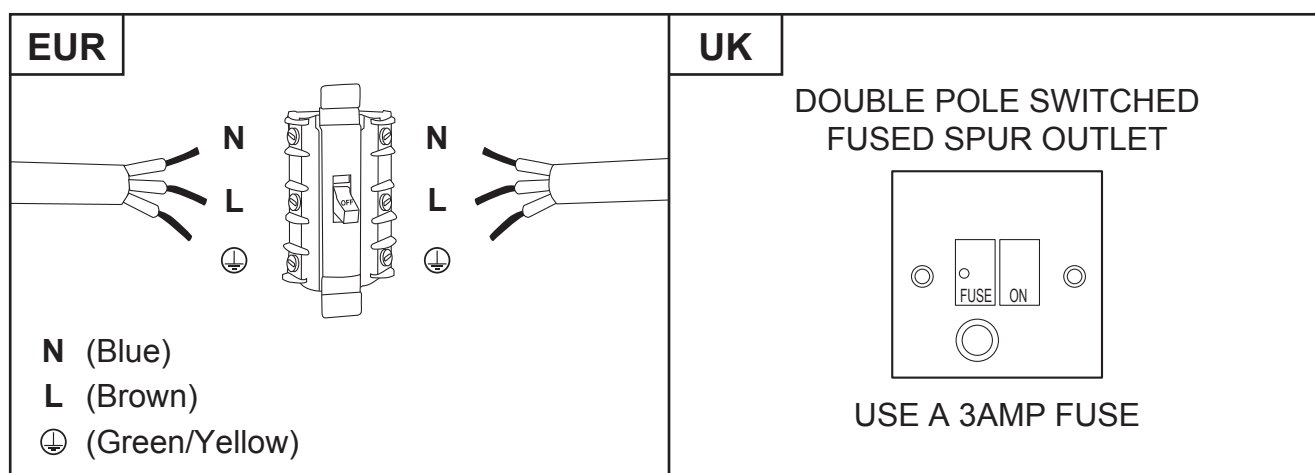 EUR
N
L
N
L
OFF
N (Blue)
L (Brown)
⏚ (Green/Yellow)
UK
DOUBLE POLE SWITCHED
FUSED SPUR OUTLET
FUSE
ON
USE A 3AMP FUSE